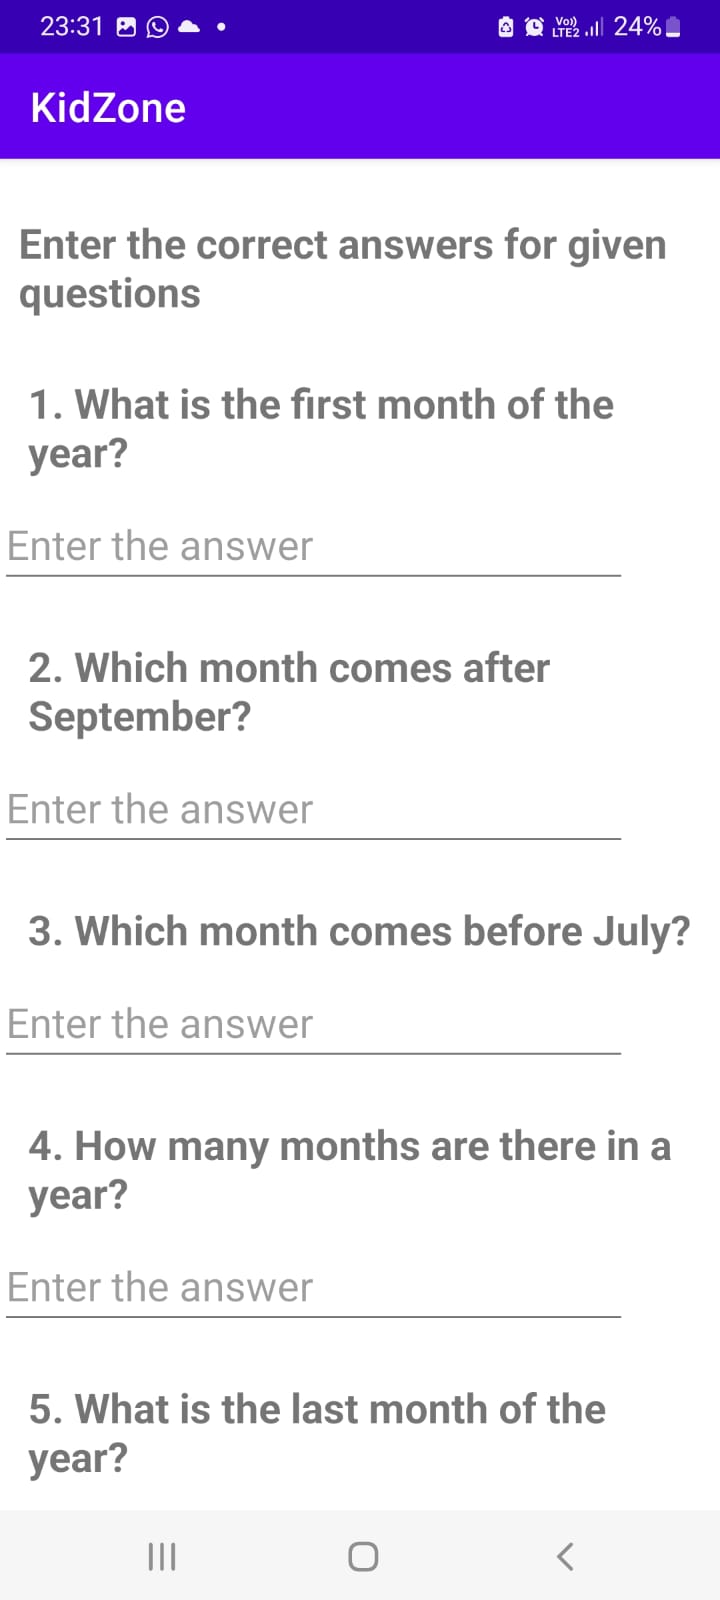 23:31
Vo))
LTE2
24%
KidZone
Enter the correct answers for given
questions
1. What is the first month of the
year?
Enter the answer
2. Which month comes after
September?
Enter the answer
3. Which month comes before July?
Enter the answer
4. How many months are there in a
year?
Enter the answer
5. What is the last month of the
year?